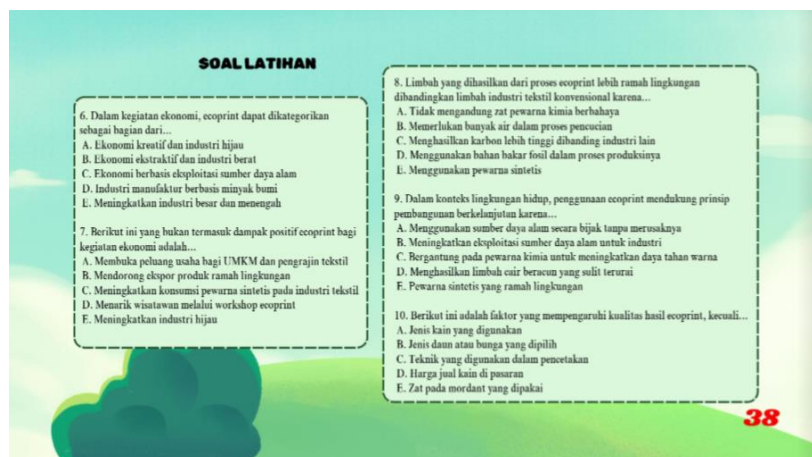 SOAL LATIHAN
6. Dalam kegiatan ekonomi, ecoprint dapat dikategorikan
sebagai bagian dari...
A. Ekonomi kreatif dan industri hijau
B. Ekonomi ekstraktif dan industri berat
C. Ekonomi berbasis eksploitasi sumber daya alam
D. Industri manufaktur berbasis minyak bumi
E. Meningkatkan industri besar dan menengah
7. Berikut ini yang bukan termasuk dampak positif ecoprint bagi
kegiatan ekonomi adalah...
A. Membuka peluang usaha bagi UMKM dan pengrajin tekstil
B. Mendorong ekspor produk ramah lingkungan
C. Meningkatkan konsumsi pewarna sintetis pada industri tekstil
D. Menarik wisatawan melalui workshop ecoprint
E. Meningkatkan industri hijau
8. Limbah yang dihasilkan dari proses ecoprint lebih ramah lingkungan
dibandingkan limbah industri tekstil konvensional karena...
A. Tidak mengandung zat pewarna kimia berbahaya
B. Memerlukan banyak air dalam proses pencucian
C. Menghasilkan karbon lebih tinggi dibanding industri lain
D. Menggunakan bahan bakar fosil dalam proses produksinya
E. Menggunakan pewarna sintetis
9. Dalam konteks lingkungan hidup, penggunaan ecoprint mendukung prinsip
pembangunan berkelanjutan karena...
A. Menggunakan sumber daya alam secara bijak tanpa merusaknya
B. Meningkatkan eksploitasi sumber daya alam untuk industri
C. Bergantung pada pewarna kimia untuk meningkatkan daya tahan warna
D. Menghasilkan limbah cair beracun yang sulit terurai
E. Pewarna sintetis yang ramah lingkungan
10. Berikut ini adalah faktor yang mempengaruhi kualitas hasil ecoprint, kecuali...
A. Jenis kain yang digunakan
B. Jenis daun atau bunga yang dipilih
C. Teknik yang digunakan dalam pencetakan
D. Harga jual kain di pasaran
E. Zat pada mordant yang dipakai
38